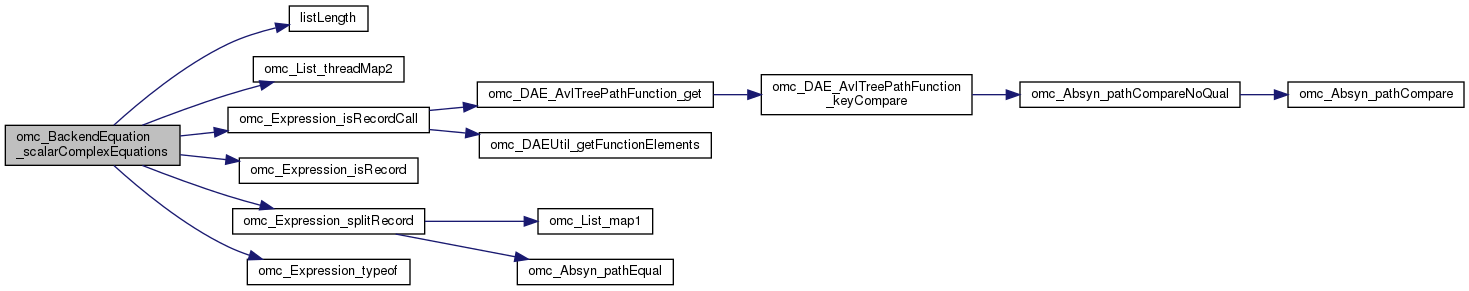 omc_BackendEquation
_scalarComplexEquations
listLength
omc_List_threadMap2
omc_Expression_isRecordCall
omc_Expression_isRecord
omc_Expression_splitRecord
omc_Expression_typeof
omc_DAE_AvlTreePathFunction_get
omc_DAEUtil_getFunctionElements
omc_List_map1
omc_Absyn_pathEqual
omc_DAE_AvlTreePathFunction
_keyCompare
omc_Absyn_pathCompareNoQual
omc_Absyn_pathCompare